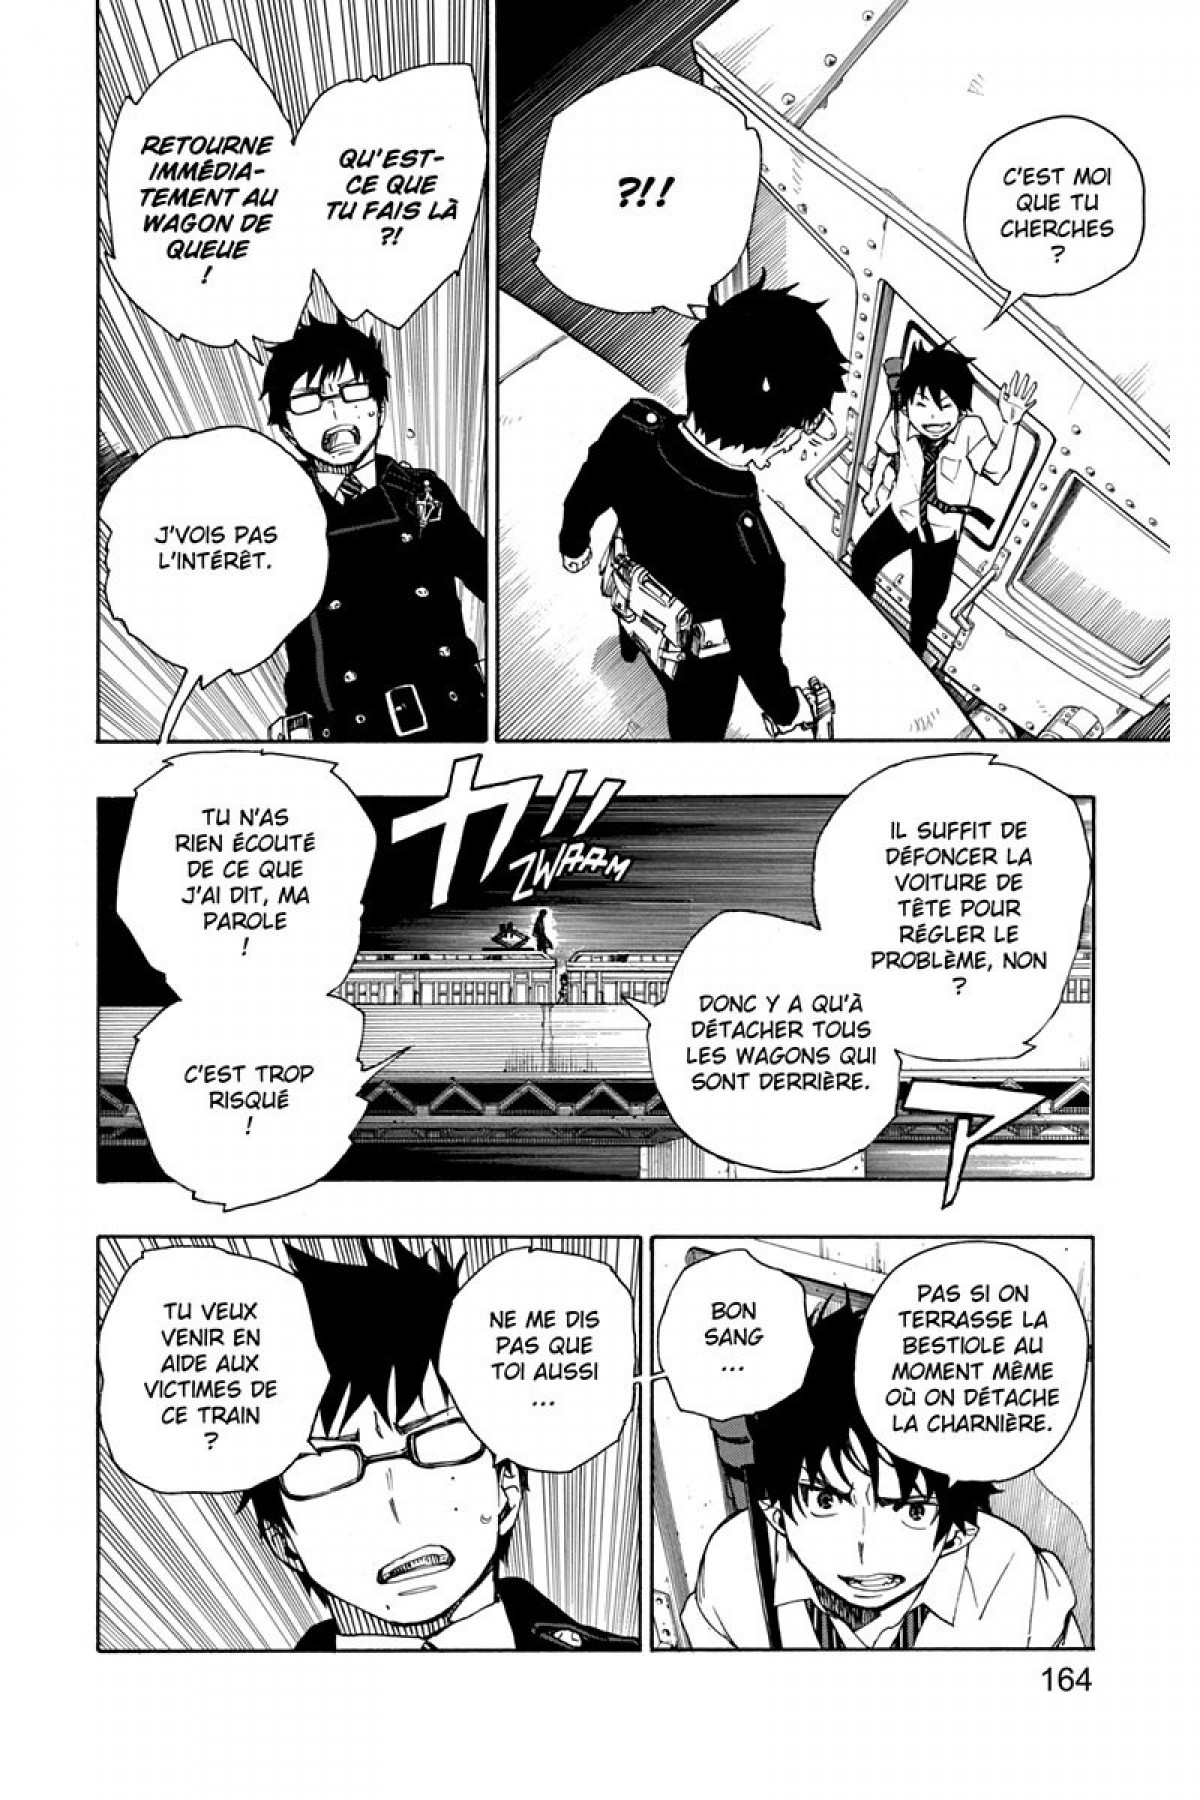 C'EST MOI
QUE TU
CHERCHES
?
?!!
QU'EST-
CE QUE
TU FAIS LÀ
?!
RETOURNE
IMMÉDIA-
TEMENT AU
WAGON DE
QUEUE
!
J'VOIS PAS
L'INTÉRÊT.
IL SUFFIT DE
DÉFONCER LA
VOITURE DE
TÊTE POUR
RÉGLER LE
PROBLÈME, NON
?
DONC Y A QU'À
DÉTACHER TOUS
LES WAGONS QUI
SONT DERRIÈRE.
ガァ
ZWAAM
TU N'AS
RIEN ÉCOUTÉ
DE CE QUE
J'AI DIT, MA
PAROLE
!
C'EST TROP
RISQUÉ
!
PAS SI ON
TERRASSE LA
BESTIOLE AU
MOMENT MÊME
OÙ ON DÉTACHE
LA CHARNIÈRE.
BON
SANG
...
NE ME DIS
PAS QUE
TOI AUSSI
...
TU VEUX
VENIR EN
AIDE AUX
VICTIMES DE
CE TRAIN
?
164